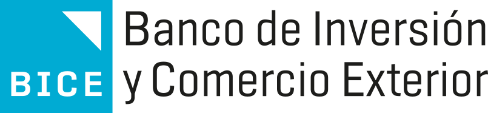 BICE
Banco de Inversión
y Comercio Exterior